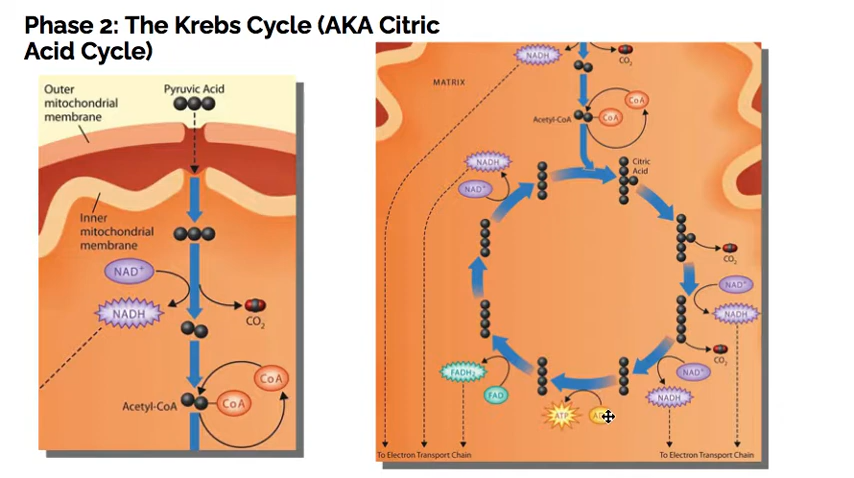 Phase 2: The Krebs Cycle (AKA Citric
Acid Cycle)
Outer
mitochondrial
membrane
Pyruvic Acid
Inner
mitochondrial
membrane
NAD+
NADH
CO2
CoA
Acetyl-CoA
CoA
NADH
CO2
MATRIX
CoA
Acetyl-CoA
CoA
NADH
NAD+
Citric
Acid
CO2
NAD+
NADH
CO2
NAD+
NADH
FADH2
FAD
ATP
To Electron Transport Chain
To Electron Transport Chain